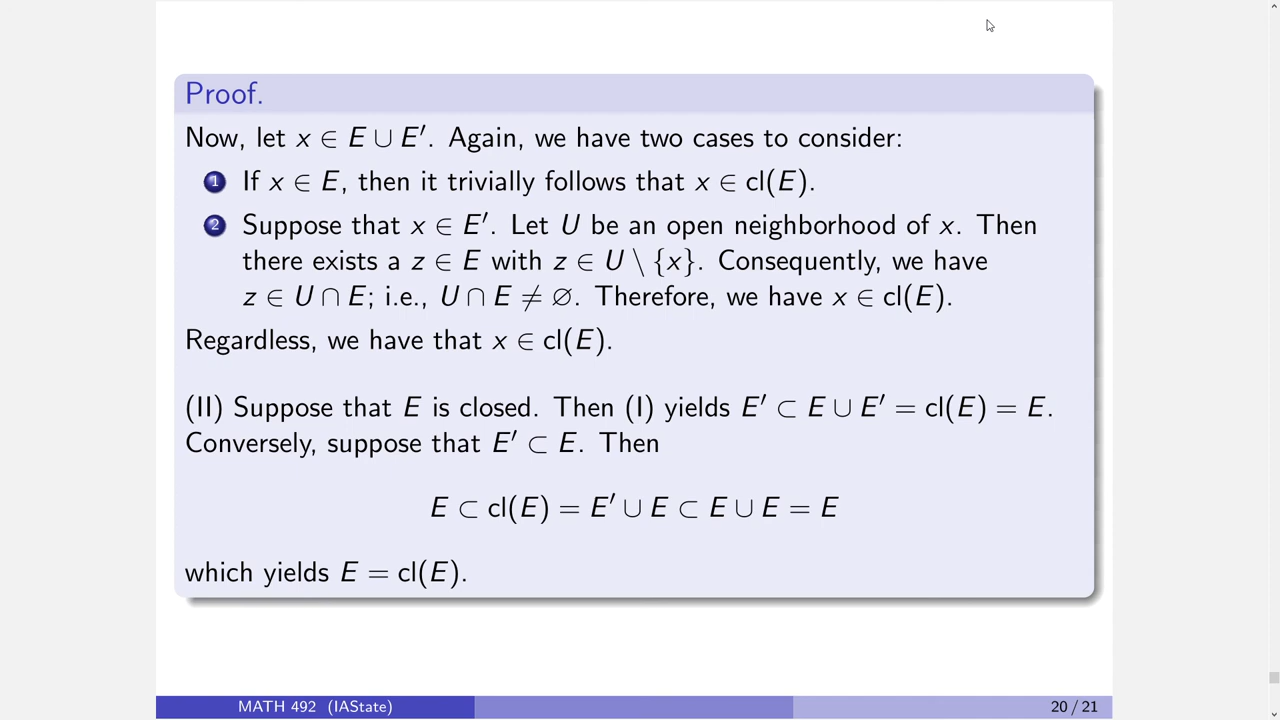 Proof.
Now, let x ∈ E ∪ E′. Again, we have two cases to consider:
1 If x ∈ E, then it trivially follows that x ∈ cl(E).
2 Suppose that x ∈ E′. Let U be an open neighborhood of x. Then
there exists a z ∈ E with z ∈ U \ {x}. Consequently, we have
z ∈ U ∩ E; i.e., U ∩ E ≠ ∅. Therefore, we have x ∈ cl(E).
Regardless, we have that x ∈ cl(E).
(II) Suppose that E is closed. Then (I) yields E′ ⊂ E ∪ E′ = cl(E) = E.
Conversely, suppose that E′ ⊂ E. Then
E ⊂ cl(E) = E′ ∪ E ⊂ E ∪ E = E
which yields E = cl(E).
MATH 492 (IAState) 20 / 21